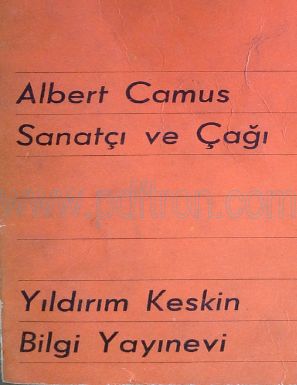 Albert Camus
Sanatçı ve Çağı
www.pdftron.com
Yıldırım Keskin
Bilgi Yayınevi